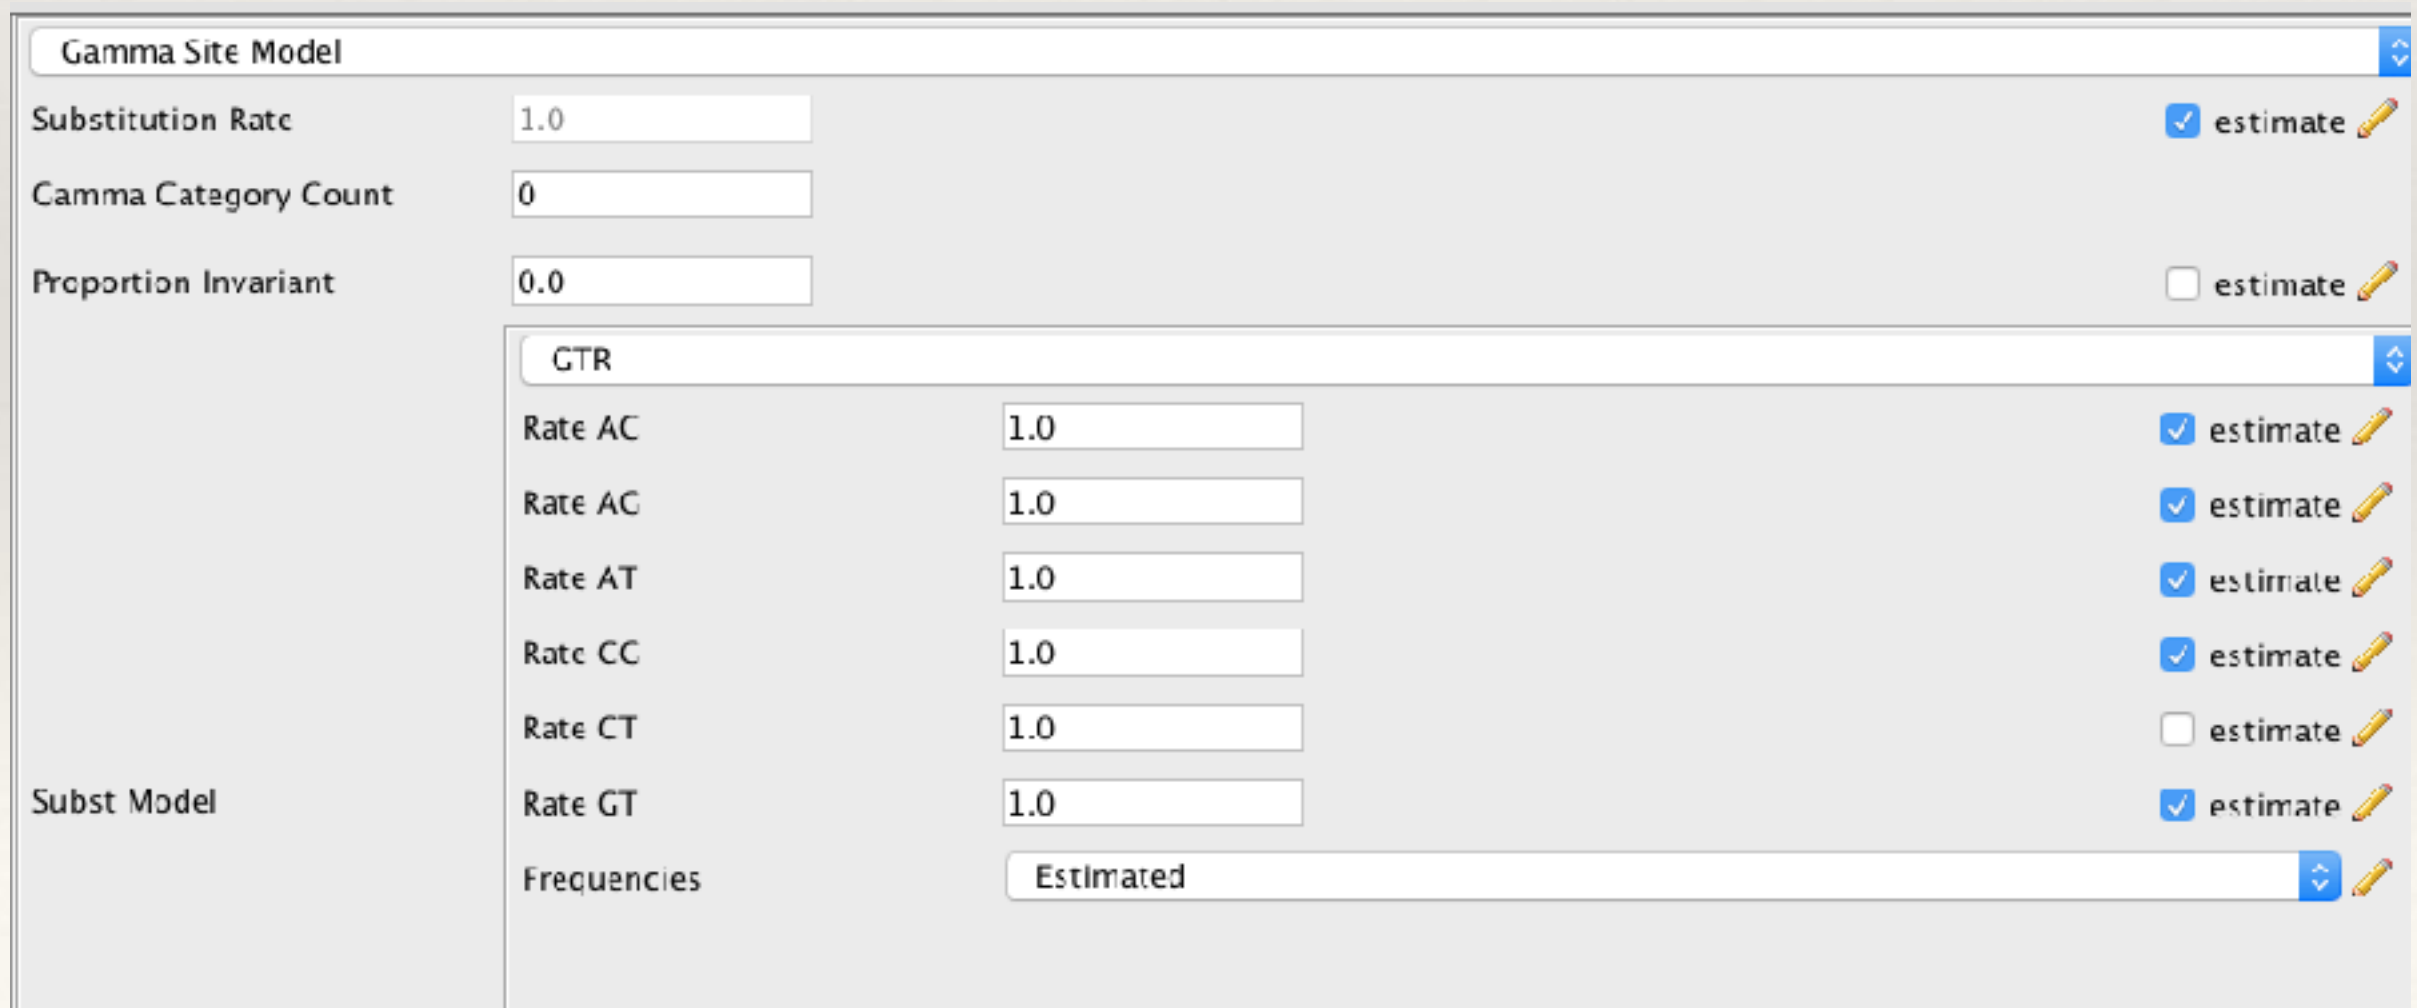 Gamma Site Model
Substitution Rate 1.0 estimate
Gamma Category Count 0
Proportion Invariant 0.0 estimate
GTR
Rate AC 1.0 estimate
Rate AG 1.0 estimate
Rate AT 1.0 estimate
Rate CG 1.0 estimate
Rate CT 1.0 estimate
Subst Model Rate GT 1.0 estimate
Frequencies Estimated